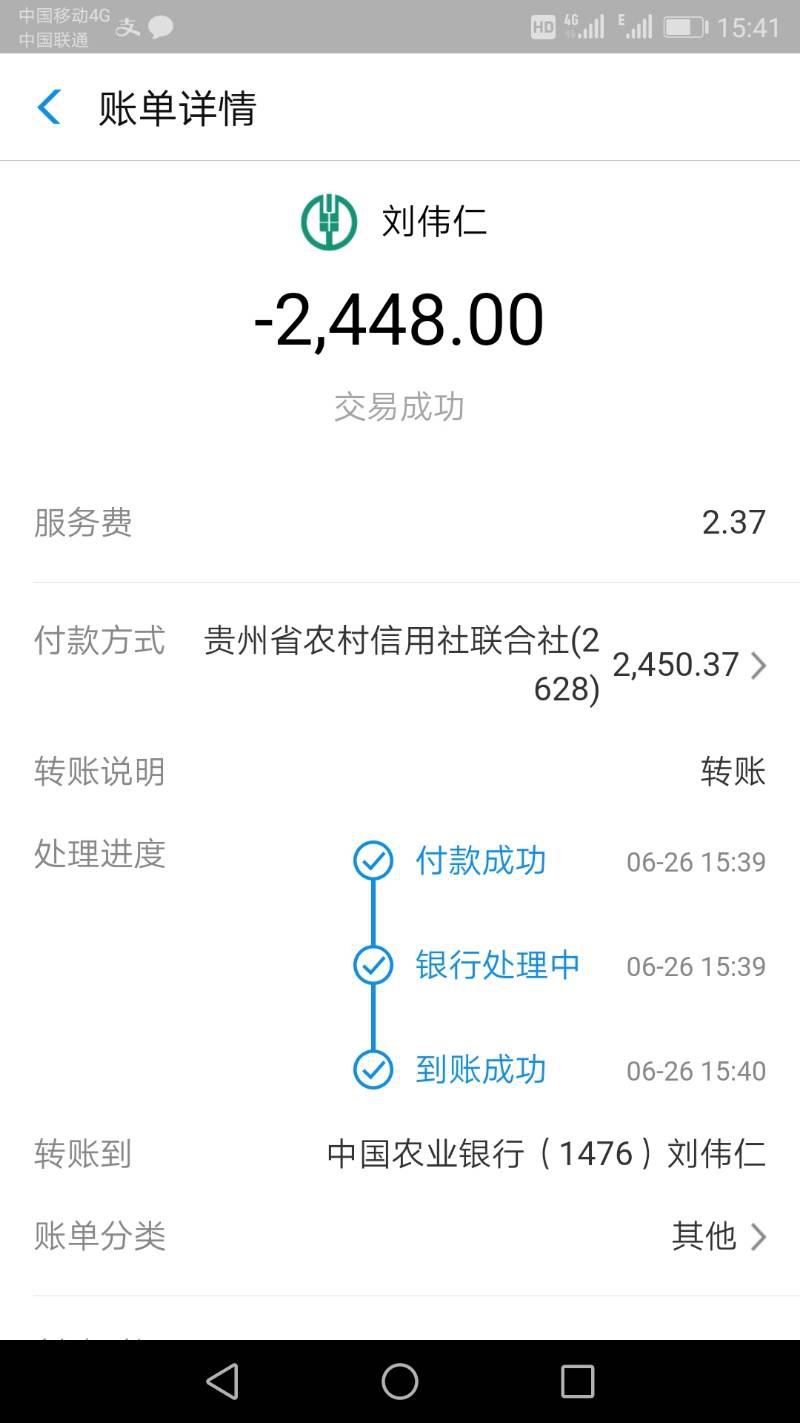 中国移动4G
中国联通
支
HD 4G E 15:41
账单详情
刘伟仁
-2,448.00
交易成功
服务费 2.37
付款方式 贵州省农村信用社联合社(2
628) 2,450.37
转账说明 转账
处理进度 付款成功 06-26 15:39
银行处理中 06-26 15:39
到账成功 06-26 15:40
转账到 中国农业银行（1476）刘伟仁
账单分类 其他